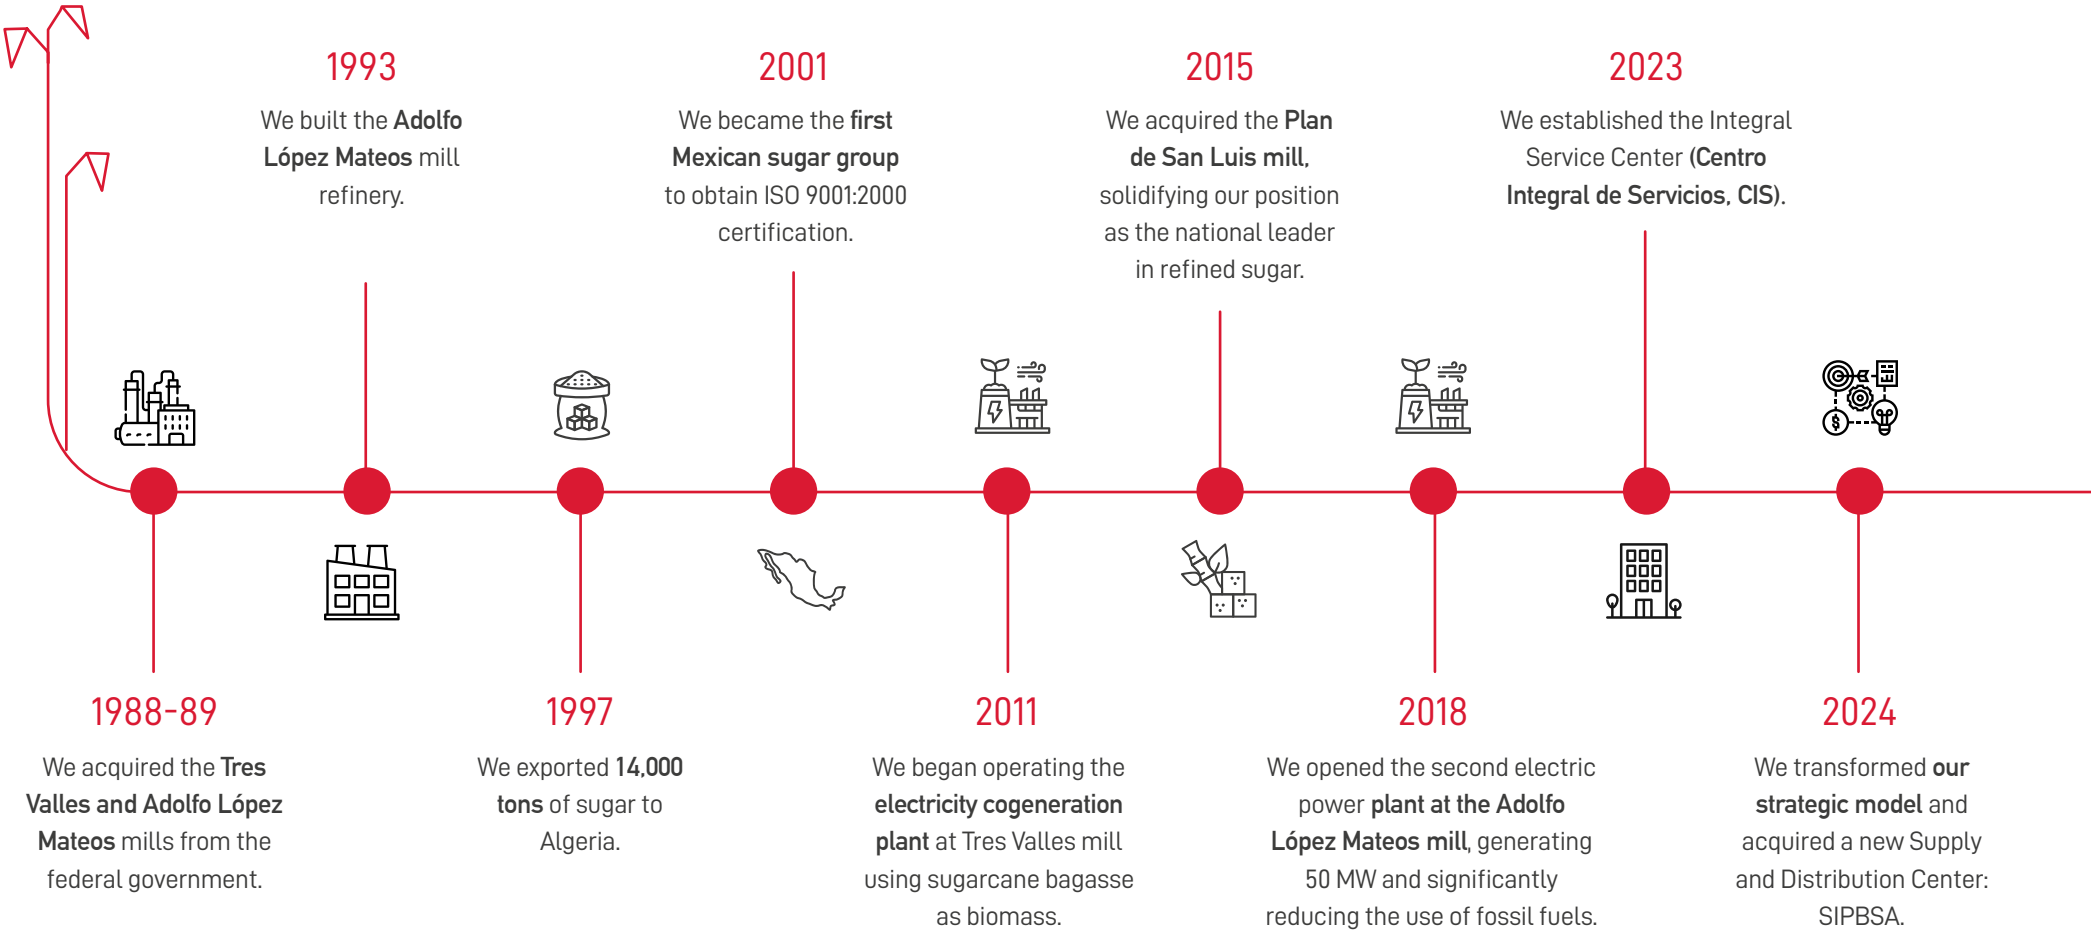 1993
We built the Adolfo
López Mateos mill
refinery.
2001
We became the first
Mexican sugar group
to obtain ISO 9001:2000
certification.
2015
We acquired the Plan
de San Luis mill,
solidifying our position
as the national leader
in refined sugar.
2023
We established the Integral
Service Center (Centro
Integral de Servicios, CIS).
1988-89
We acquired the Tres
Valles and Adolfo López
Mateos mills from the
federal government.
1997
We exported 14,000
tons of sugar to
Algeria.
2011
We began operating the
electricity cogeneration
plant at Tres Valles mill
using sugarcane bagasse
as biomass.
2018
We opened the second electric
power plant at the Adolfo
López Mateos mill, generating
50 MW and significantly
reducing the use of fossil fuels.
2024
We transformed our
strategic model and
acquired a new Supply
and Distribution Center:
SIPBSA.